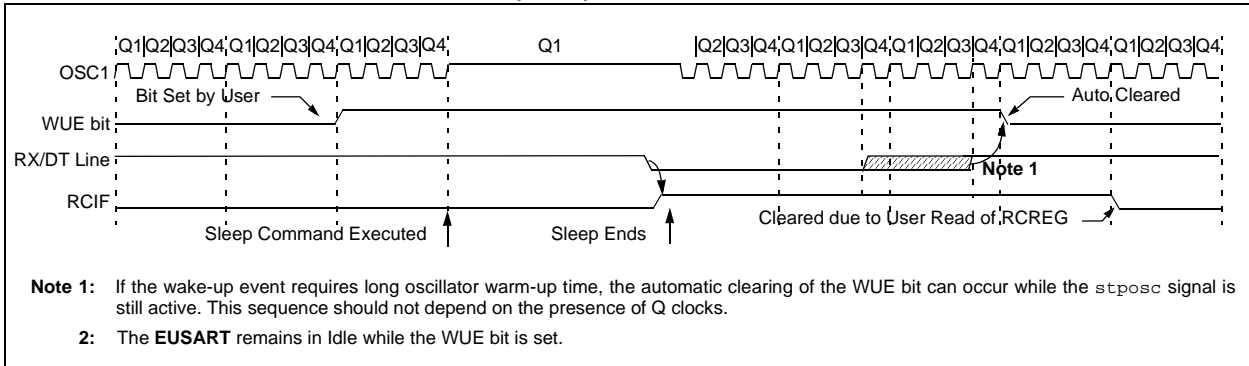 Q1|Q2|Q3|Q4 Q1|Q2|Q3|Q4 Q1|Q2|Q3|Q4 Q1 |Q2|Q3|Q4 Q1|Q2|Q3|Q4 Q1|Q2|Q3|Q4 Q1|Q2|Q3|Q4 Q1|Q2|Q3|Q4
OSC1
Bit Set by User
Auto Cleared
WUE bit
RX/DT Line
Note 1
RCIF
Cleared due to User Read of RCREG
Sleep Command Executed
Sleep Ends
Note 1: If the wake-up event requires long oscillator warm-up time, the automatic clearing of the WUE bit can occur while the stposc signal is
still active. This sequence should not depend on the presence of Q clocks.
2: The EUSART remains in Idle while the WUE bit is set.